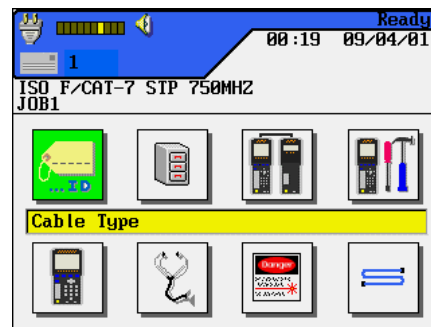 Ready
00:19 09/04/01
1
ISO F/CAT-7 STP 750MHZ
JOB1
...ID
Cable Type
Danger